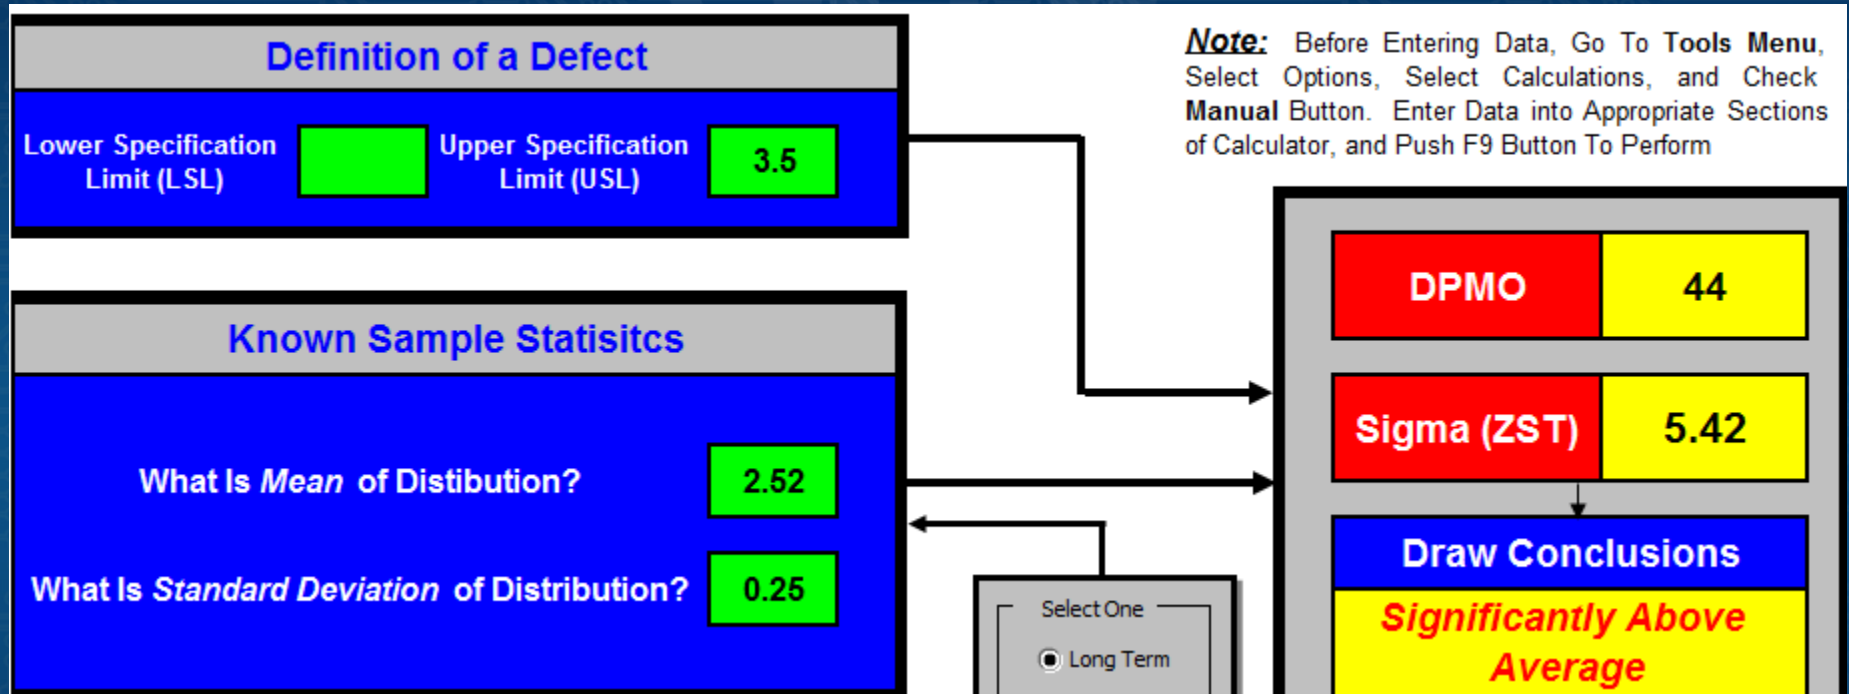 Definition of a Defect
Lower Specification
Limit (LSL)
Upper Specification
Limit (USL)
3.5
Note: Before Entering Data, Go To Tools Menu,
Select Options, Select Calculations, and Check
Manual Button. Enter Data into Appropriate Sections
of Calculator, and Push F9 Button To Perform
Known Sample Statisitcs
What Is Mean of Distibution?
2.52
What Is Standard Deviation of Distribution?
0.25
Select One
Long Term
DPMO
44
Sigma (ZST)
5.42
Draw Conclusions
Significantly Above
Average